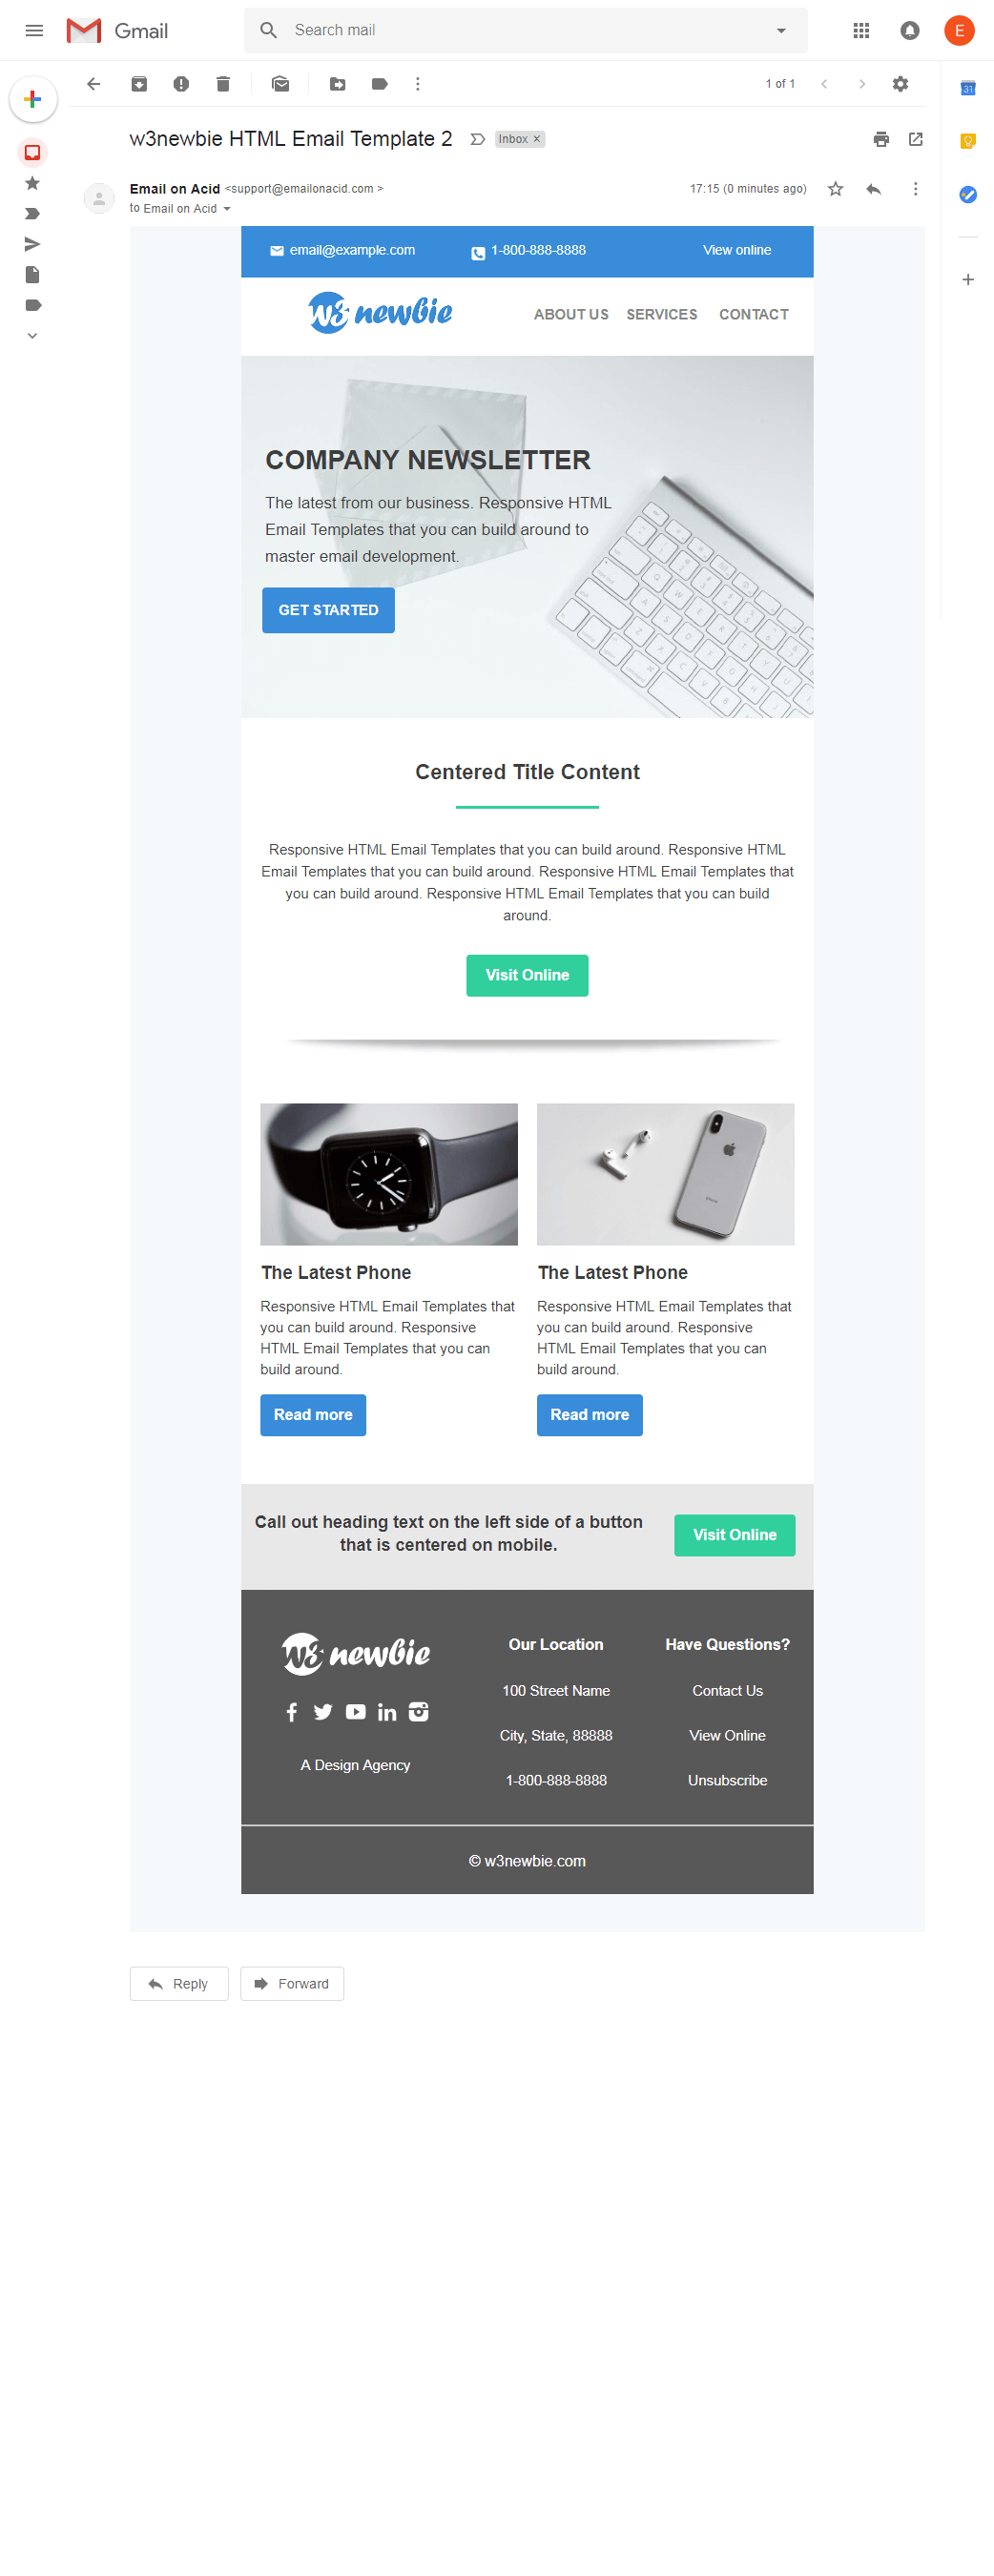 Gmail
Search mail
E
1 of 1
31
w3newbie HTML Email Template 2
Inbox ×
Email on Acid <support@emailonacid.com >
17:15 (0 minutes ago)
to Email on Acid
email@example.com
1-800-888-8888
View online
w3 newbie
ABOUT US
SERVICES
CONTACT
COMPANY NEWSLETTER
The latest from our business. Responsive HTML
Email Templates that you can build around to
master email development.
GET STARTED
Centered Title Content
Responsive HTML Email Templates that you can build around. Responsive HTML
Email Templates that you can build around. Responsive HTML Email Templates that
you can build around. Responsive HTML Email Templates that you can build
around.
Visit Online
The Latest Phone
Responsive HTML Email Templates that
you can build around. Responsive
HTML Email Templates that you can
build around.
Read more
The Latest Phone
Responsive HTML Email Templates that
you can build around. Responsive
HTML Email Templates that you can
build around.
Read more
Call out heading text on the left side of a button
that is centered on mobile.
Visit Online
w3 newbie
A Design Agency
Our Location
100 Street Name
City, State, 88888
1-800-888-8888
Have Questions?
Contact Us
View Online
Unsubscribe
© w3newbie.com
Reply
Forward